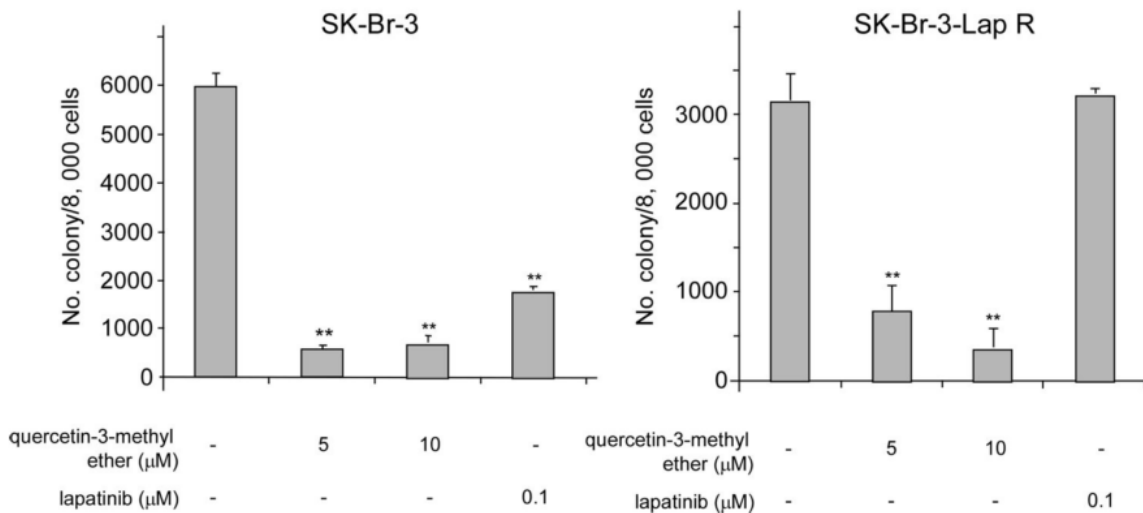 SK-Br-3
No. colony/8, 000 cells
6000
5000
4000
3000
2000
1000
0
** ** **
quercetin-3-methyl ether (μM) - 5 10 -
lapatinib (μM) - - - 0.1
SK-Br-3-Lap R
No. colony/8, 000 cells
3000
2000
1000
0
** **
quercetin-3-methyl ether (μM) - 5 10 -
lapatinib (μM) - - - 0.1